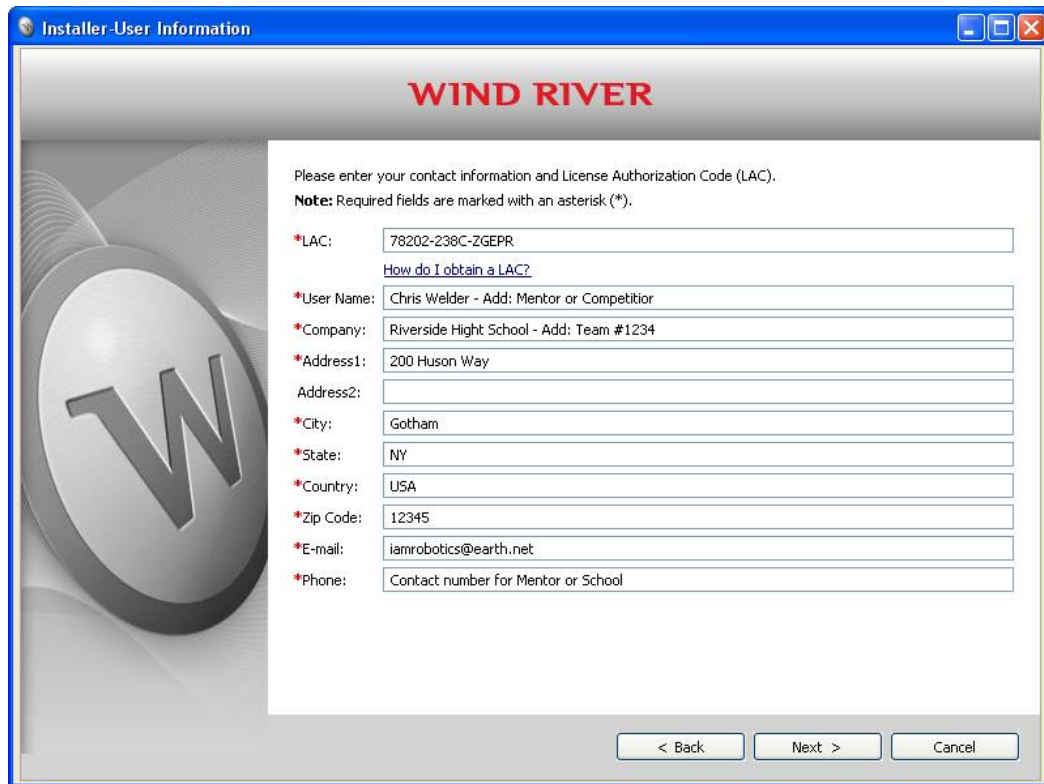 Installer-User Information
WIND RIVER
Please enter your contact information and License Authorization Code (LAC).
Note: Required fields are marked with an asterisk (*).
*LAC: 78202-238C-ZGEPR
How do I obtain a LAC?
*User Name: Chris Welder - Add: Mentor or Competitior
*Company: Riverside Hight School - Add: Team #1234
*Address1: 200 Huson Way
Address2:
*City: Gotham
*State: NY
*Country: USA
*Zip Code: 12345
*E-mail: iamrobotics@earth.net
*Phone: Contact number for Mentor or School
W
< Back Next > Cancel